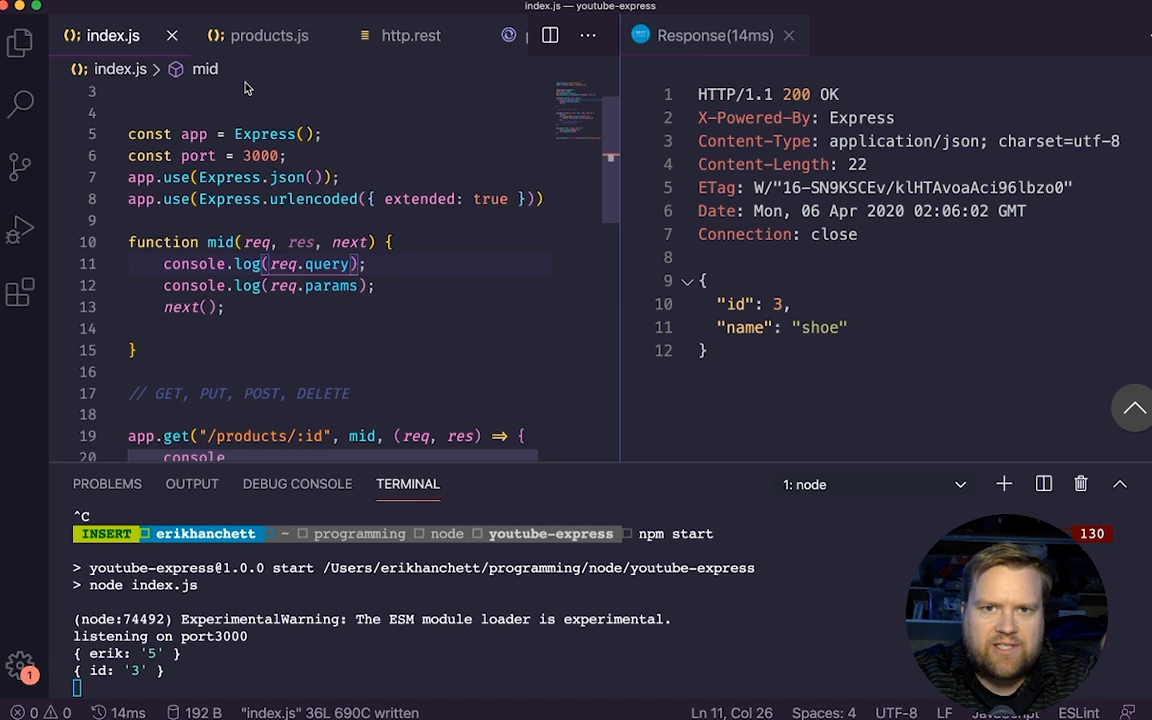 index.js — youtube-express
index.js
products.js
http.rest
Response(14ms)
index.js > mid
3
4
5 const app = Express();
6 const port = 3000;
7 app.use(Express.json());
8 app.use(Express.urlencoded({ extended: true }))
9
10 function mid(req, res, next) {
11 console.log(req.query);
12 console.log(req.params);
13 next();
14
15 }
16
17 // GET, PUT, POST, DELETE
18
19 app.get("/products/:id", mid, (req, res) => {
20 console
1 HTTP/1.1 200 OK
2 X-Powered-By: Express
3 Content-Type: application/json; charset=utf-8
4 Content-Length: 22
5 ETag: W/"16-SN9KSCEv/klHTAvoaAci96lbzo0"
6 Date: Mon, 06 Apr 2020 02:06:02 GMT
7 Connection: close
8
9 {
10 "id": 3,
11 "name": "shoe"
12 }
PROBLEMS OUTPUT DEBUG CONSOLE TERMINAL 1: node
^C
INSERT erikhanchett ~ programming node youtube-express npm start 130
> youtube-express@1.0.0 start /Users/erikhanchett/programming/node/youtube-express
> node index.js
(node:74492) ExperimentalWarning: The ESM module loader is experimental.
listening on port3000
{ erik: '5' }
{ id: '3' }
1
0 0 14ms 192 B "index.js" 36L 690C written Ln 11, Col 26 Spaces: 4 UTF-8 LF JavaScript ESLint